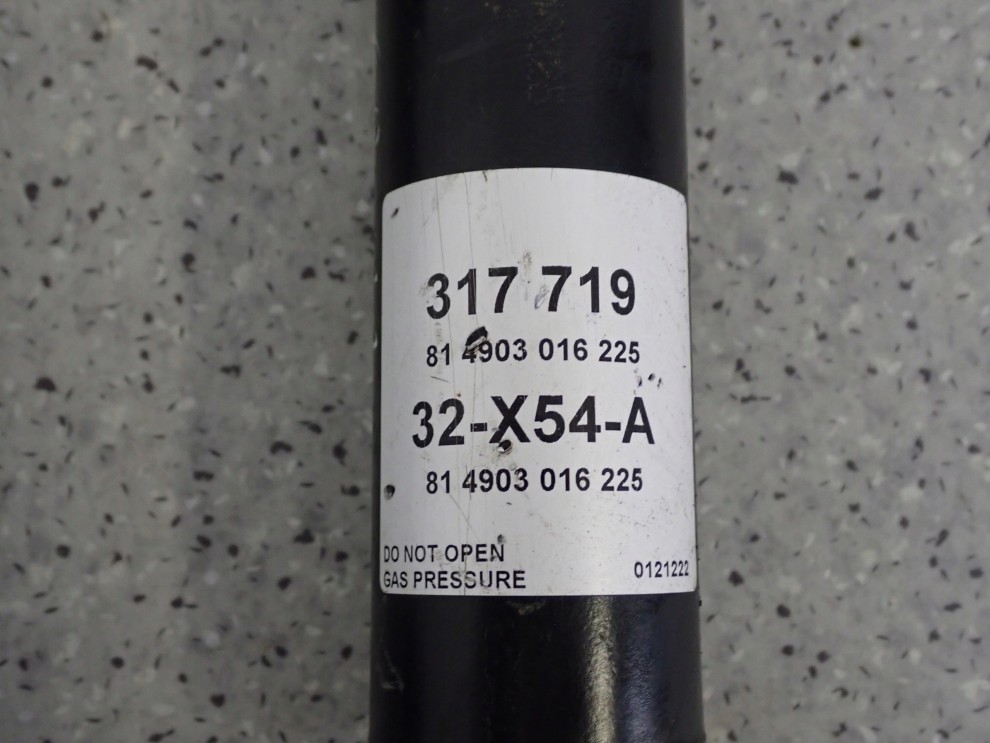 317 719
81 4903 016 225
32-X54-A
81 4903 016 225
DO NOT OPEN
GAS PRESSURE
0121222